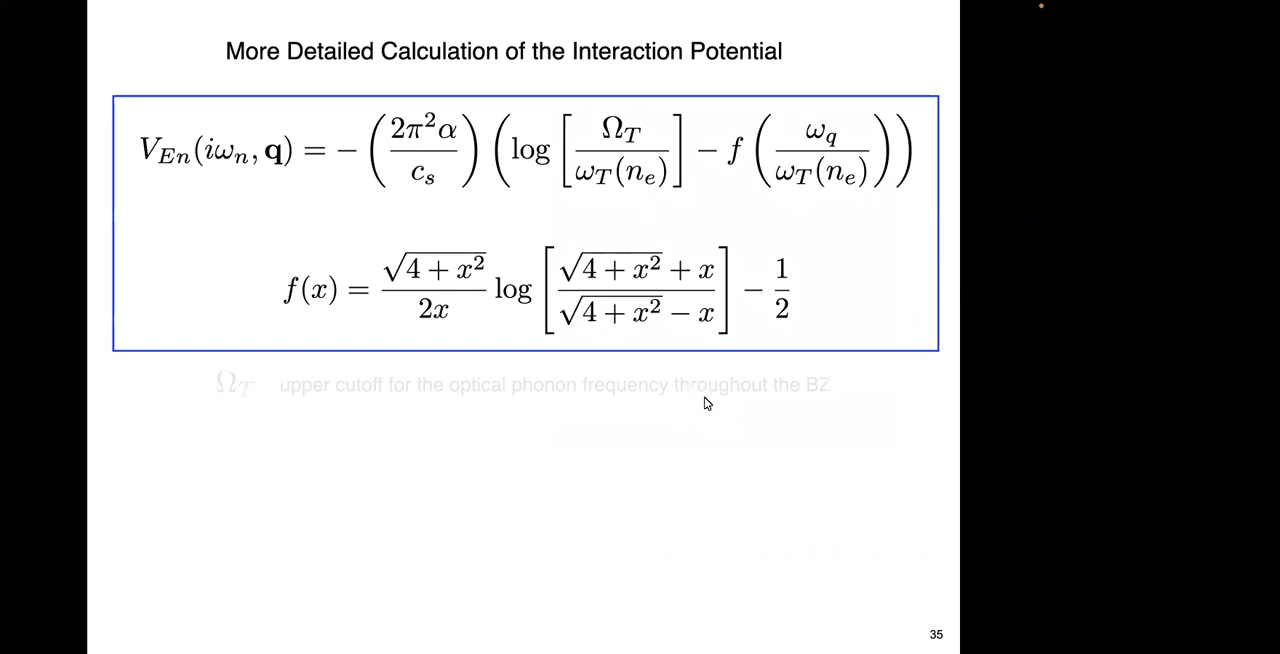 More Detailed Calculation of the Interaction Potential
V_{En}(iω_n, **q**) = − (2π²α / c_s) (log [Ω_T / ω_T(n_e)] − f (ω_q / ω_T(n_e)))
f(x) = √(4 + x²) / 2x log [(√(4 + x²) + x) / (√(4 + x²) − x)] − 1/2
Ω_T upper cutoff for the optical phonon frequency throughout the BZ
35